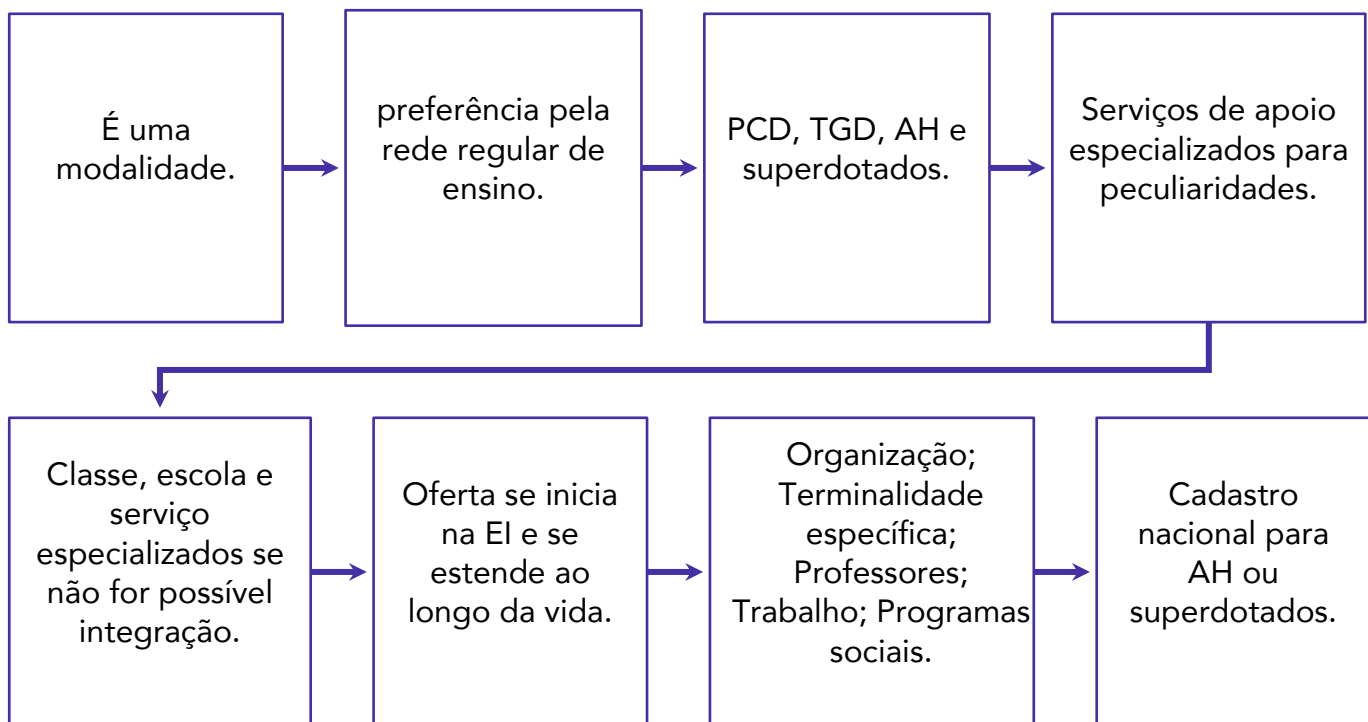 É uma
modalidade.
preferência pela
rede regular de
ensino.
PCD, TGD, AH e
superdotados.
Serviços de apoio
especializados para
peculiaridades.
Classe, escola e
serviço
especializados se
não for possível
integração.
Oferta se inicia
na EI e se
estende ao
longo da vida.
Organização;
Terminalidade
específica;
Professores;
Trabalho; Programas
sociais.
Cadastro
nacional para
AH ou
superdotados.